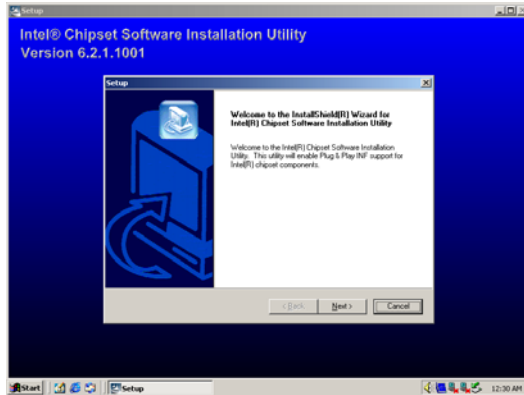 Setup
Intel® Chipset Software Installation Utility
Version 6.2.1.1001
Setup
Welcome to the InstallShield(R) Wizard for
Intel(R) Chipset Software Installation Utility
Welcome to the Intel(R) Chipset Software Installation
Utility. This utility will enable Plug & Play INF support for
Intel(R) chipset components.
< Back
Next >
Cancel
Start
Setup
12:30 AM